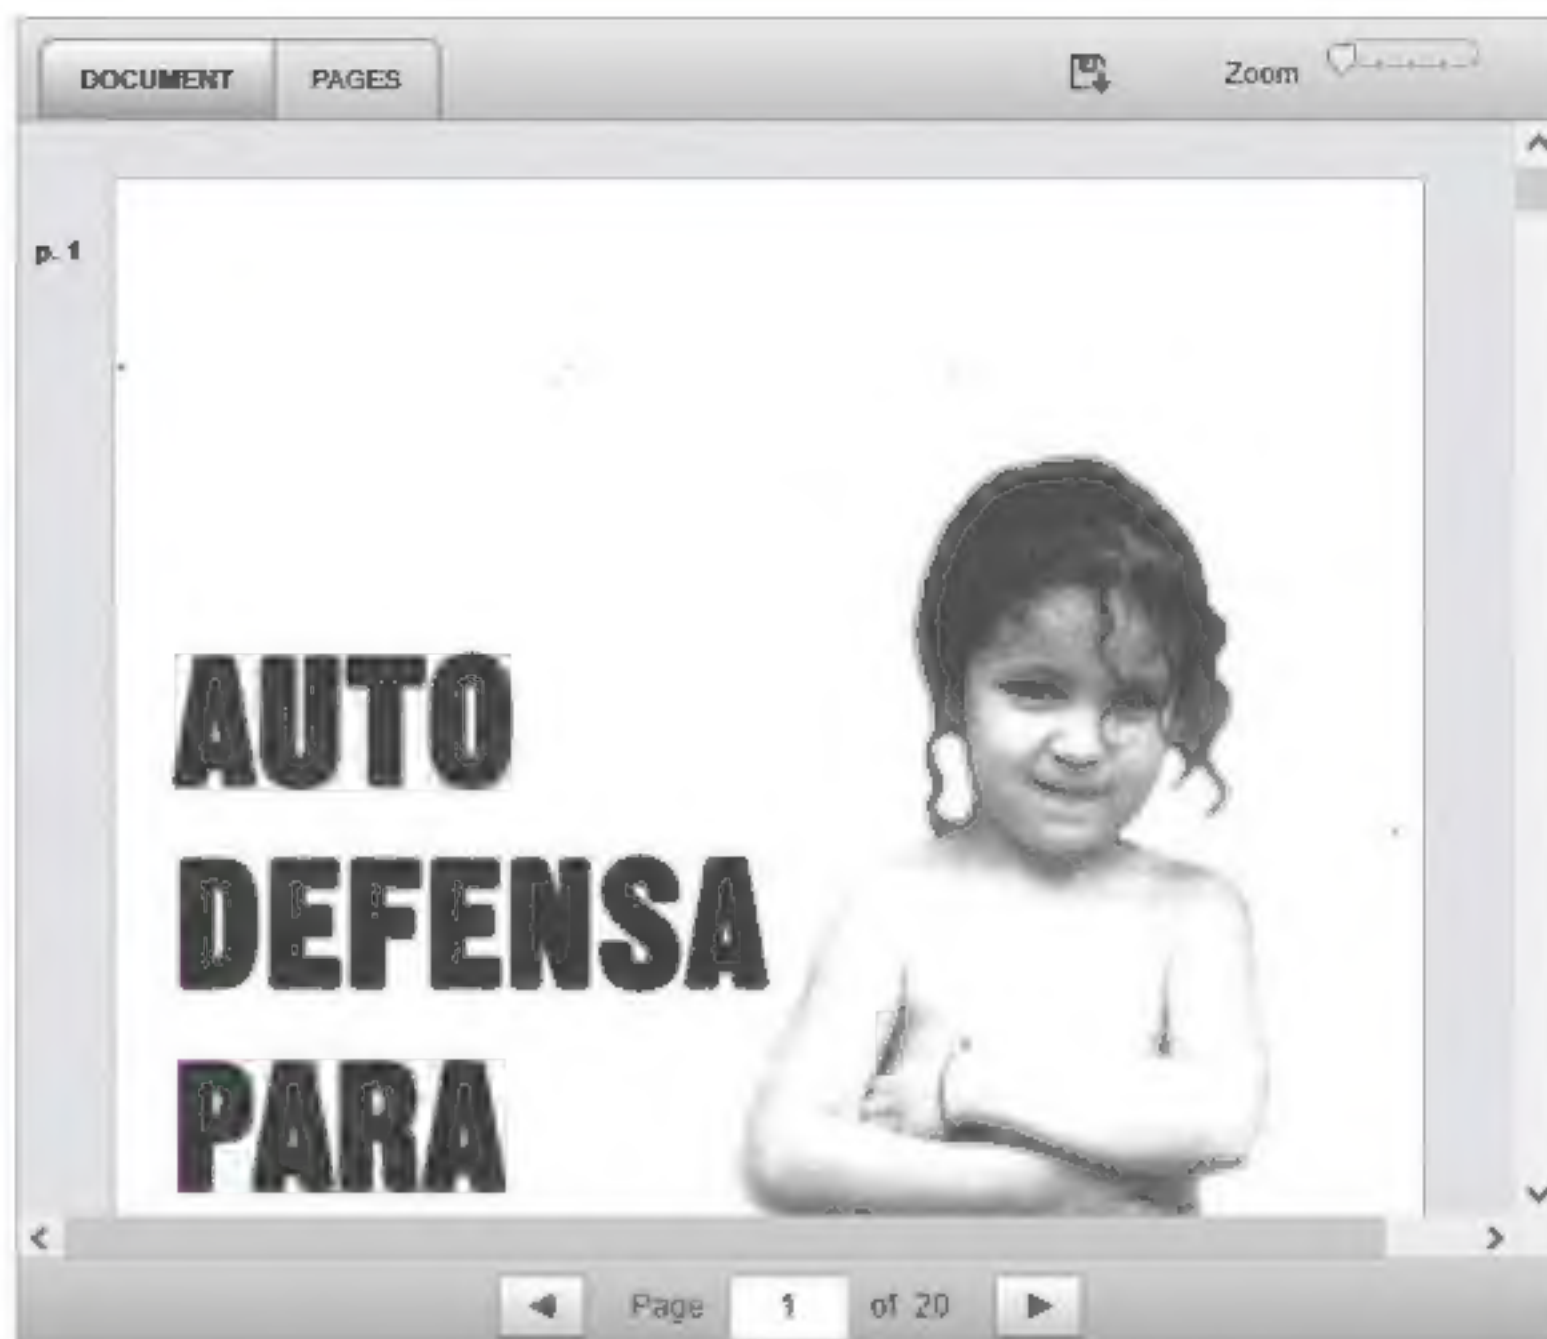 DOCUMENT PAGES Zoom
p. 1
AUTO
DEFENSA
PARA
Page 1 of 20